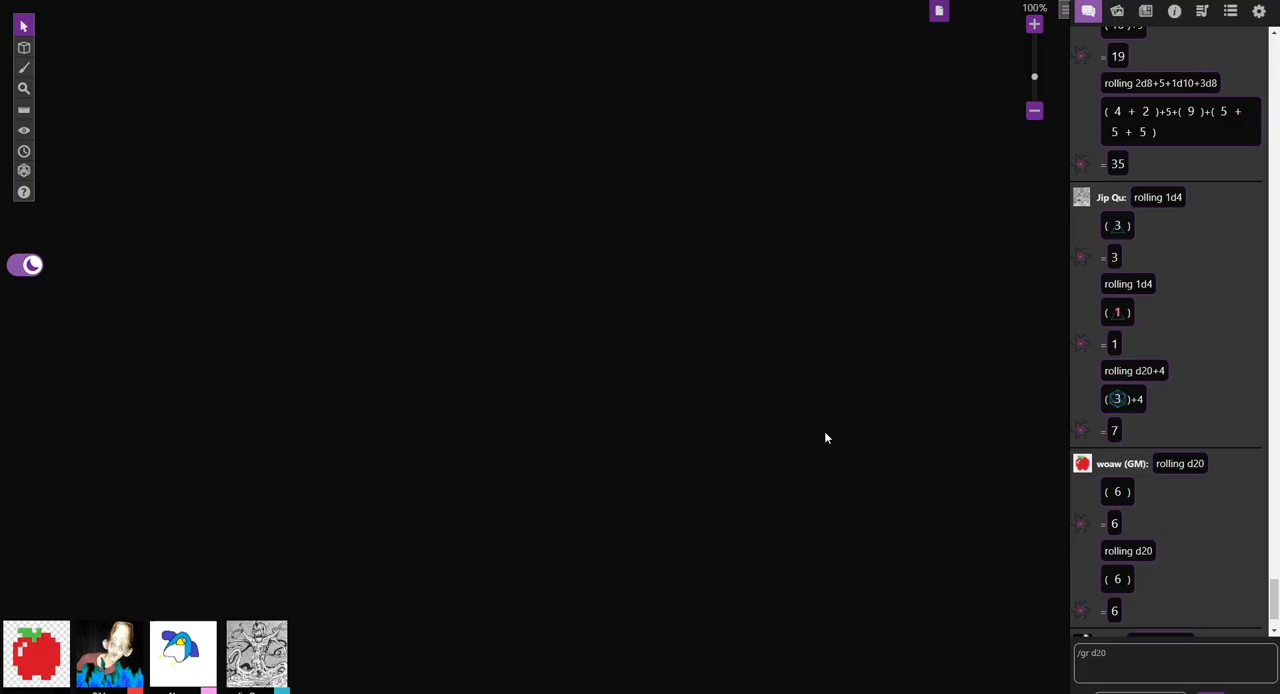 100%
= 19
rolling 2d8+5+1d10+3d8
( 4 + 2 )+5+( 9 )+( 5 +
5 + 5 )
= 35
Jip Qu: rolling 1d4
( 3 )
= 3
rolling 1d4
( 1 )
= 1
rolling d20+4
( 3 )+4
= 7
woaw (GM): rolling d20
( 6 )
= 6
rolling d20
( 6 )
= 6
/gr d20